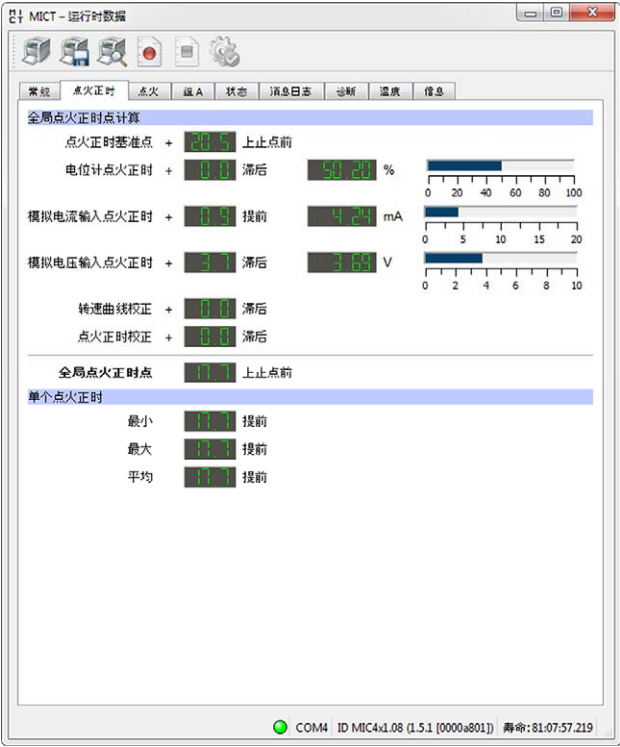 MICT – 运行时数据
常规 点火正时 点火 组 A 状态 消息日志 诊断 温度 信息
全局点火正时点计算
点火正时基准点 + 20.5 上止点前
电位计点火正时 + 0.0 滞后 50.20 %
0 20 40 60 80 100
模拟电流输入点火正时 + 0.9 提前 4.24 mA
0 5 10 15 20
模拟电压输入点火正时 + 3.7 滞后 3.69 V
0 2 4 6 8 10
转速曲线校正 + 0.0 滞后
点火正时校正 + 0.0 滞后
全局点火正时点 17.7 上止点前
单个点火正时
最小 17.7 提前
最大 17.7 提前
平均 17.7 提前
COM4 ID MIC4x1.08 (1.5.1 [0000a801]) 寿命: 81:07:57.219